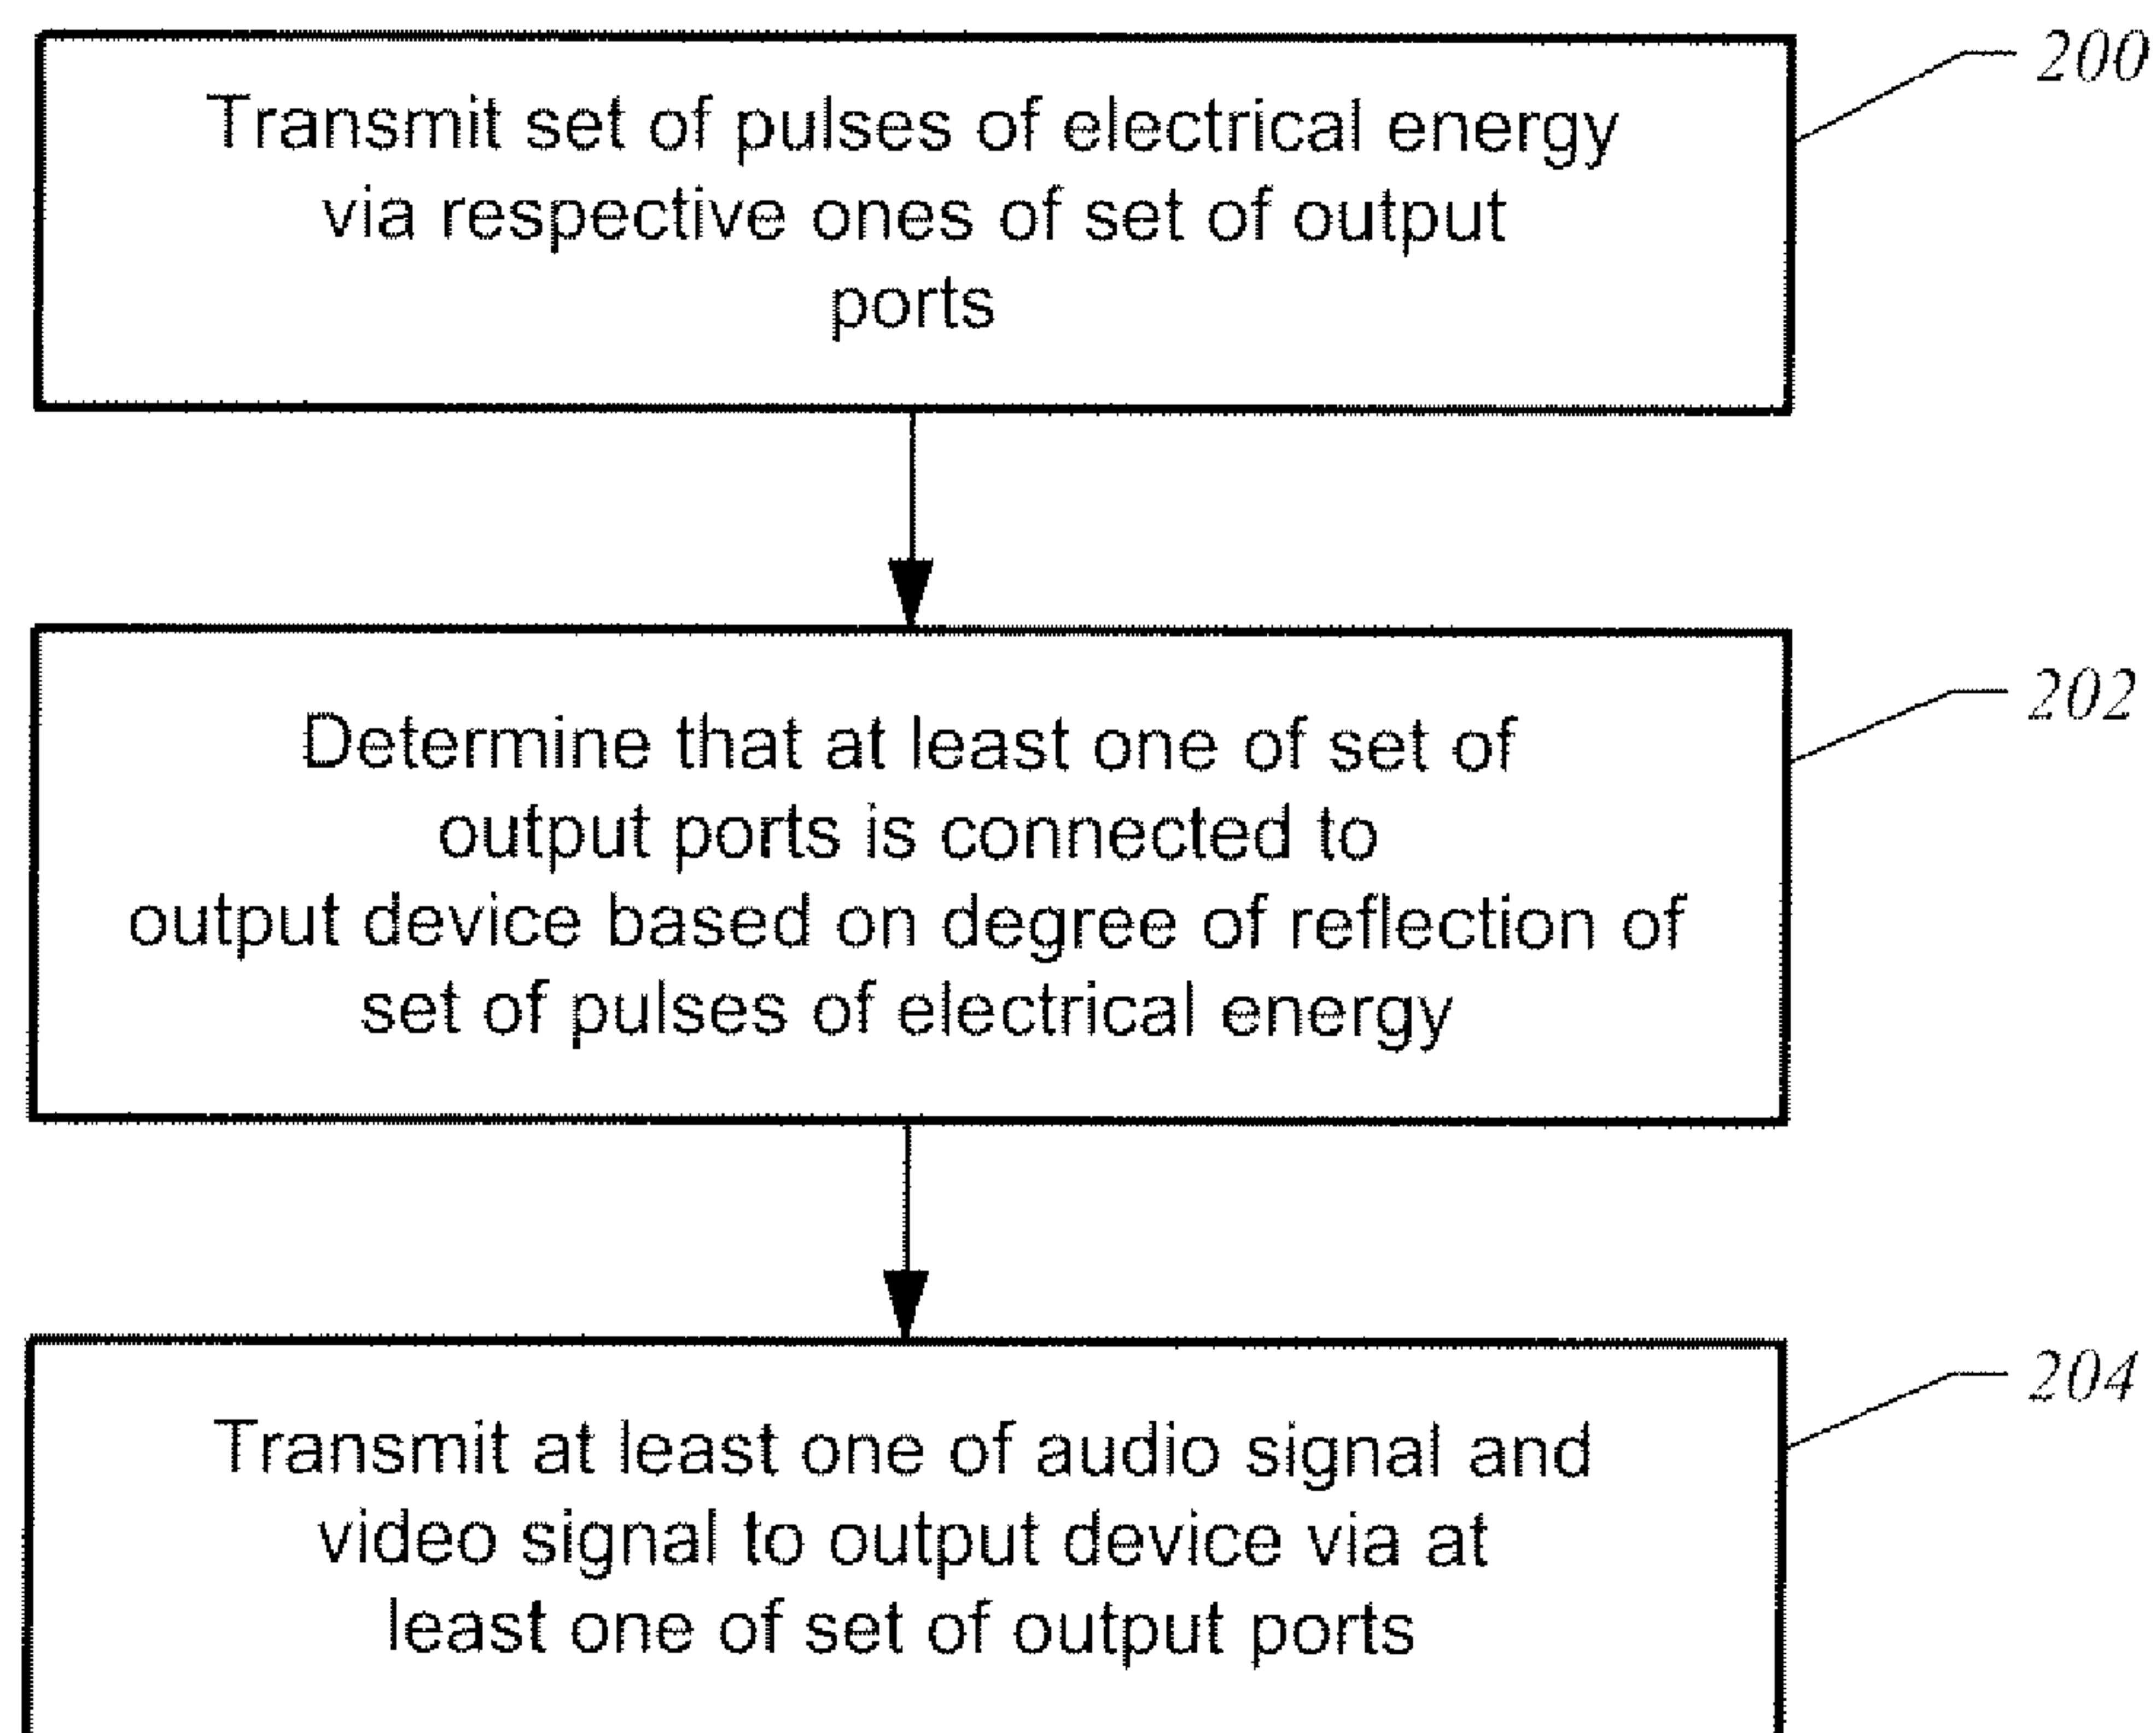 200
Transmit set of pulses of electrical energy
via respective ones of set of output
ports
202
Determine that at least one of set of
output ports is connected to
output device based on degree of reflection of
set of pulses of electrical energy
204
Transmit at least one of audio signal and
video signal to output device via at
least one of set of output ports